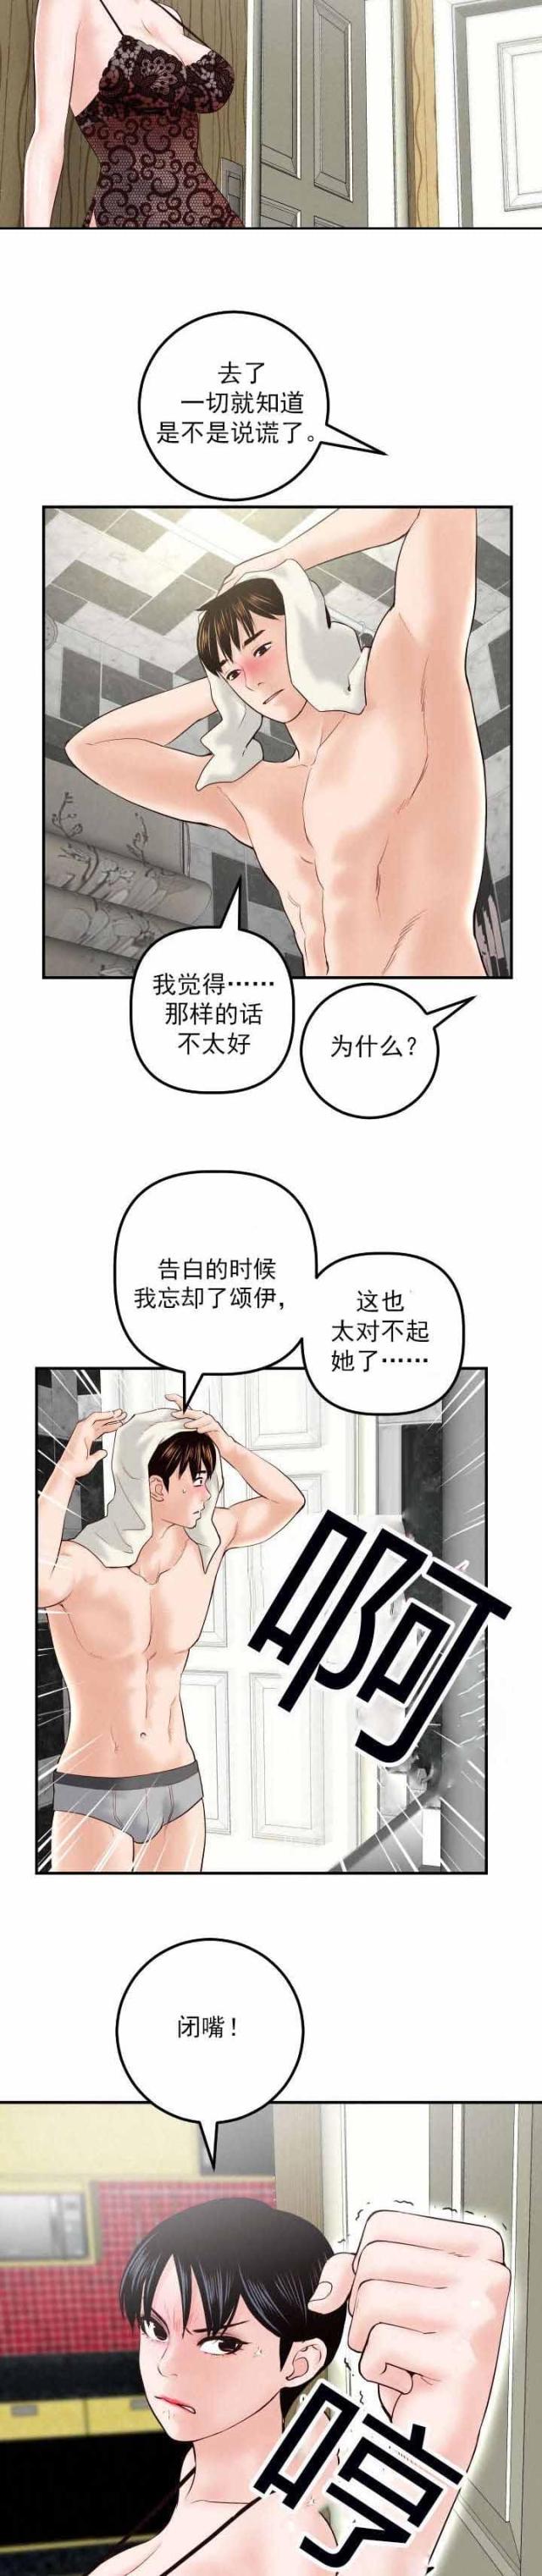 去了
一切就知道
是不是说谎了。
我觉得……
那样的话
不太好
为什么？
告白的时候
我忘却了颂伊，
这也
太对不起
她了……
啊
闭嘴！
哼